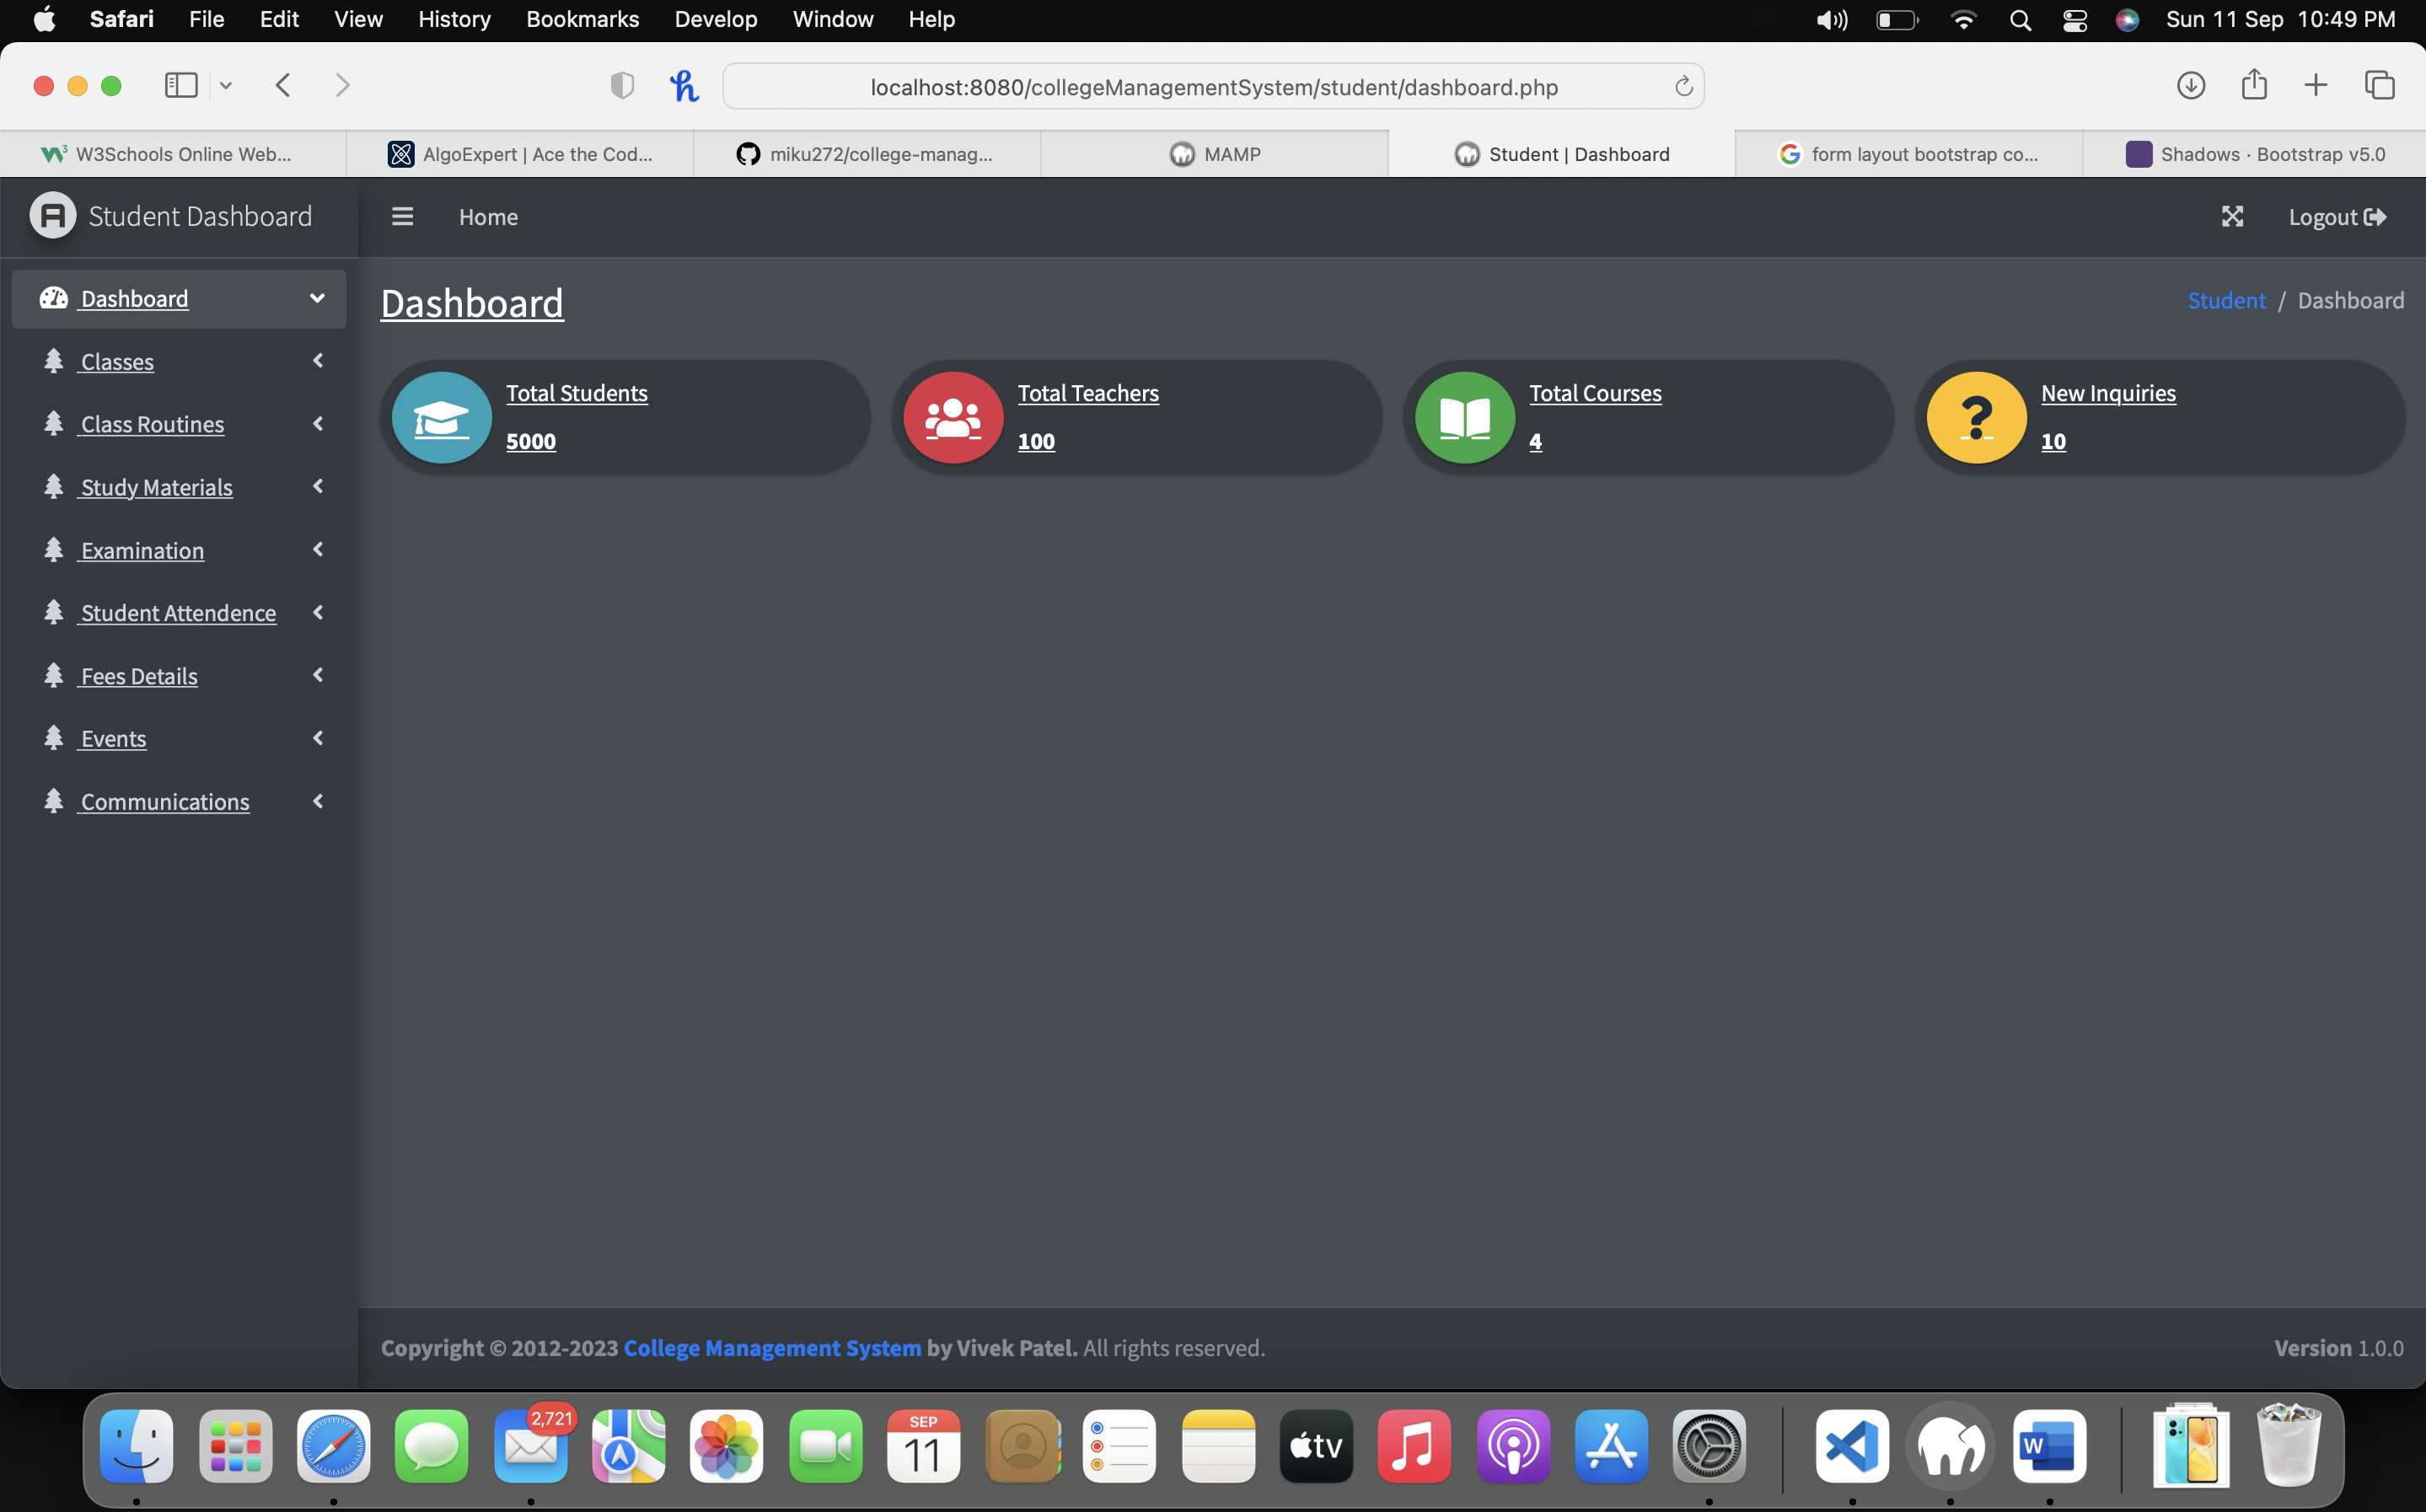 Safari File Edit View History Bookmarks Develop Window Help Sun 11 Sep 10:49 PM
localhost:8080/collegeManagementSystem/student/dashboard.php
W3Schools Online Web... AlgoExpert | Ace the Cod... miku272/college-manag... MAMP Student | Dashboard form layout bootstrap co... Shadows · Bootstrap v5.0
Student Dashboard Home Logout
Dashboard
Classes
Class Routines
Study Materials
Examination
Student Attendence
Fees Details
Events
Communications
Dashboard
Student / Dashboard
Total Students
5000
Total Teachers
100
Total Courses
4
New Inquiries
10
Copyright © 2012-2023 College Management System by Vivek Patel. All rights reserved.
Version 1.0.0
2,721
SEP
11
tv
W